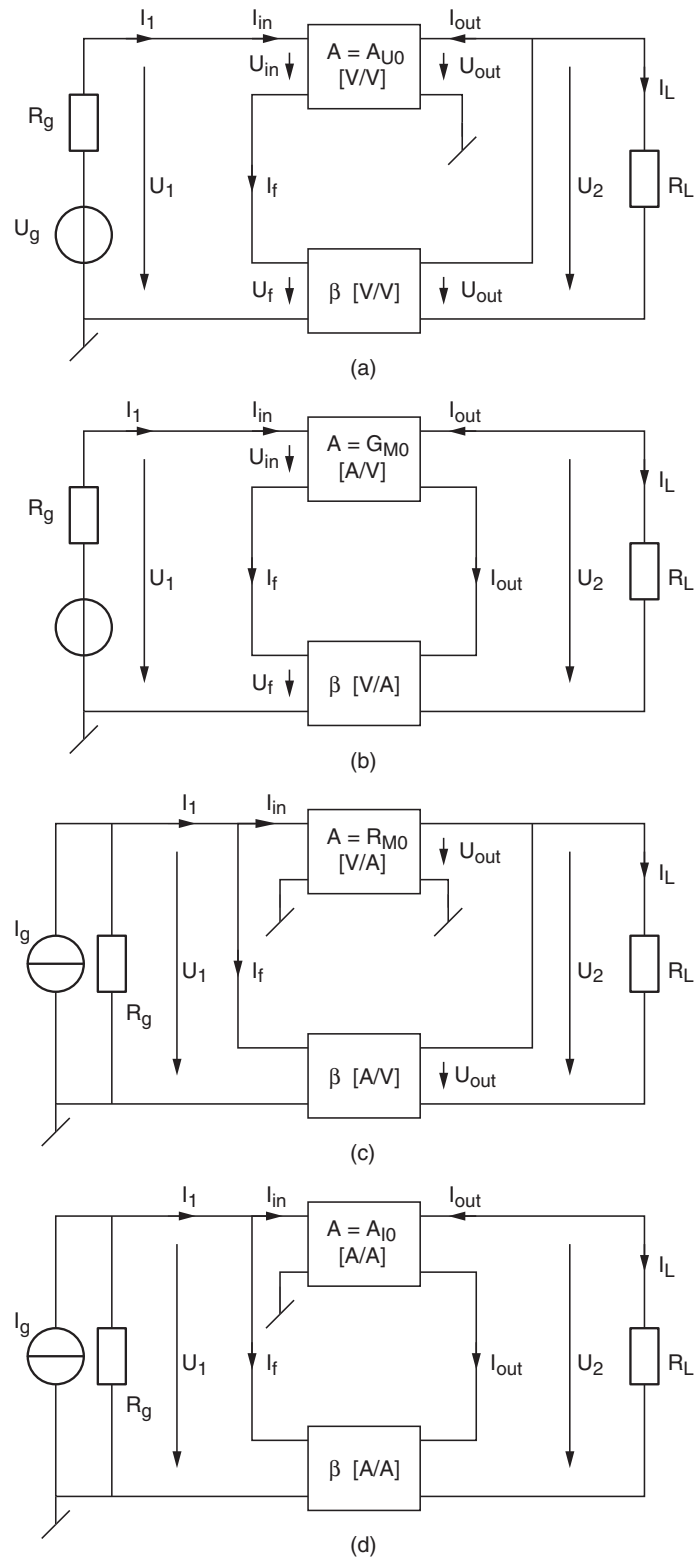 I1 Iin Iout
A = AU0
[V/V]
Uin Uout
IL
Rg U1 If U2 RL
Ug
Uf β [V/V] Uout
(a)
I1 Iin Iout
A = GM0
[A/V]
Uin
IL
Rg U1 If Iout U2 RL
Uf β [V/A]
(b)
I1 Iin
A = RM0
[V/A]
Uout
IL
Ig Rg U1 If U2 RL
β [A/V] Uout
(c)
I1 Iin Iout
A = AI0
[A/A]
IL
Ig Rg U1 If Iout U2 RL
β [A/A]
(d)